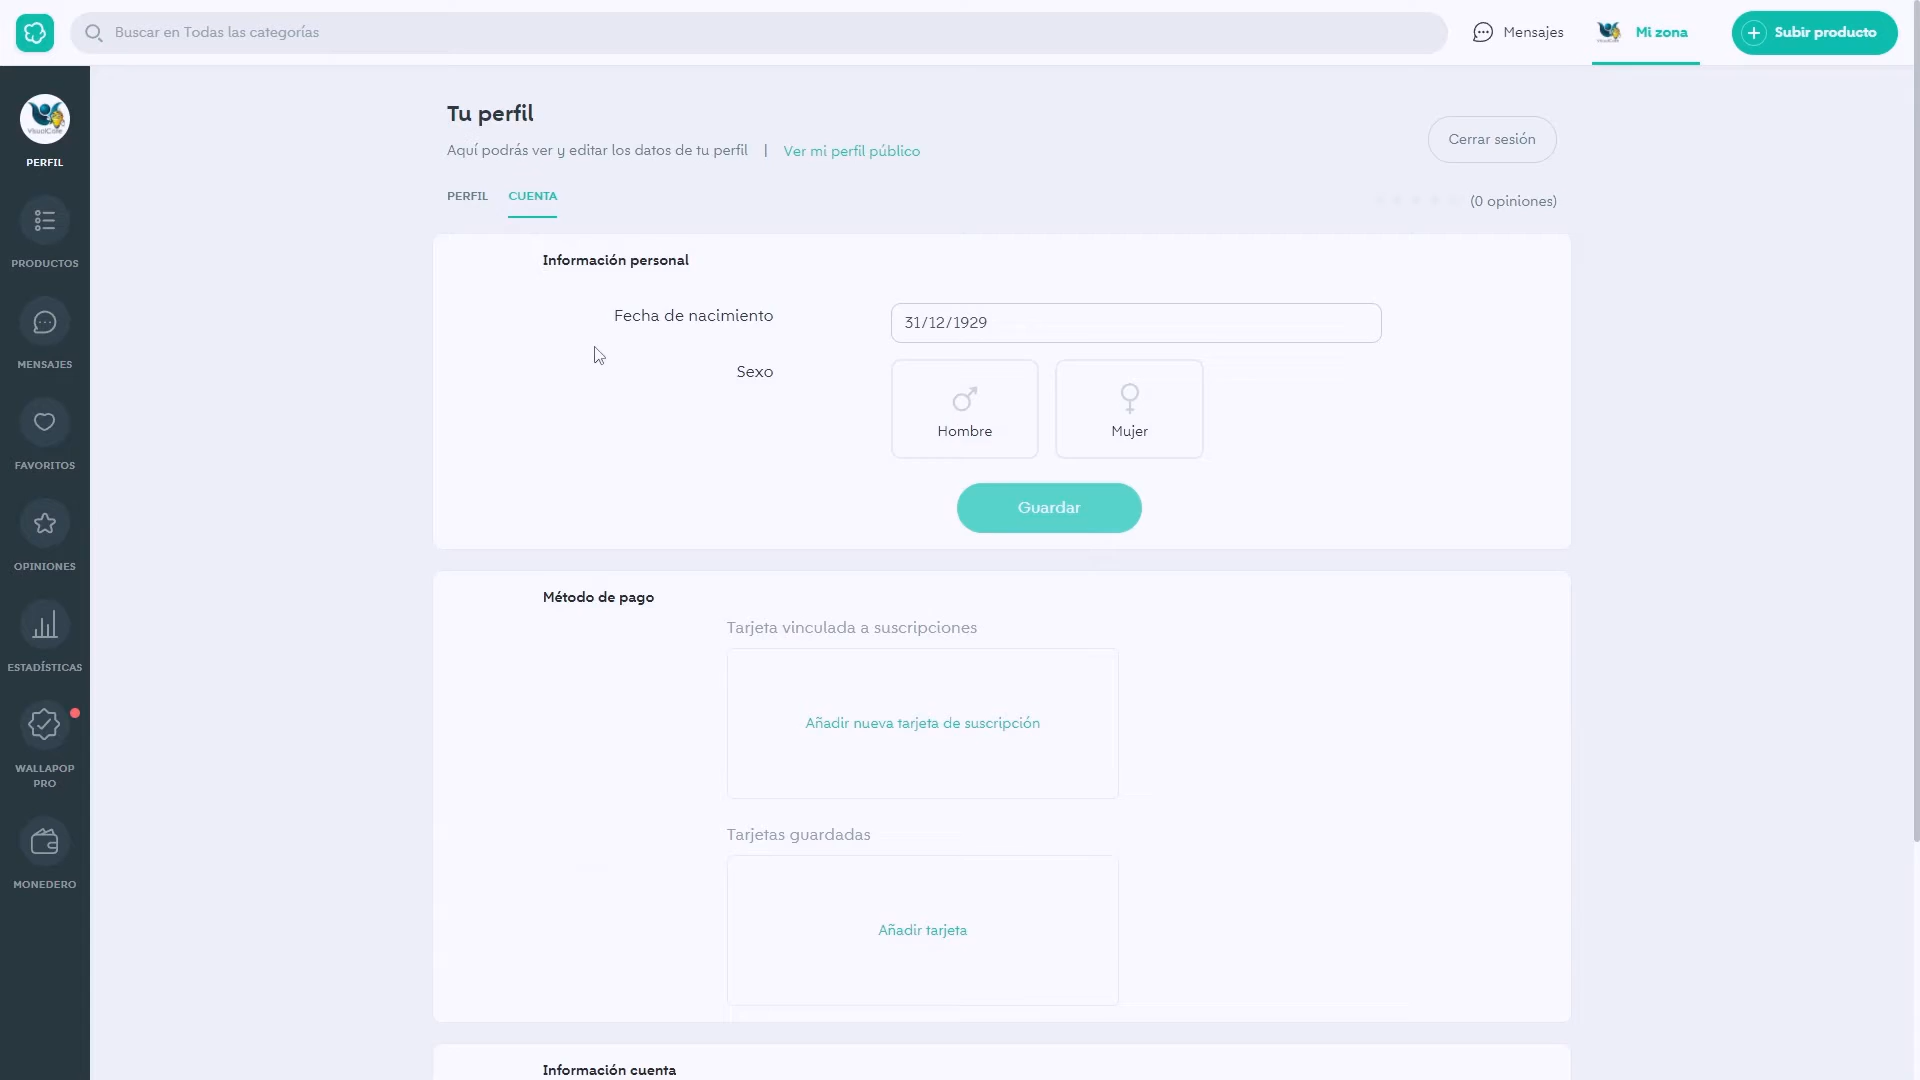 Buscar en Todas las categorías
Mensajes
Mi zona
Subir producto
VisualCafe
PERFIL
PRODUCTOS
MENSAJES
FAVORITOS
OPINIONES
ESTADÍSTICAS
WALLAPOP
PRO
MONEDERO
Tu perfil
Aquí podrás ver y editar los datos de tu perfil | Ver mi perfil público
Cerrar sesión
PERFIL CUENTA
(0 opiniones)
Información personal
Fecha de nacimiento
31/12/1929
Sexo
Hombre
Mujer
Guardar
Método de pago
Tarjeta vinculada a suscripciones
Añadir nueva tarjeta de suscripción
Tarjetas guardadas
Añadir tarjeta
Información cuenta